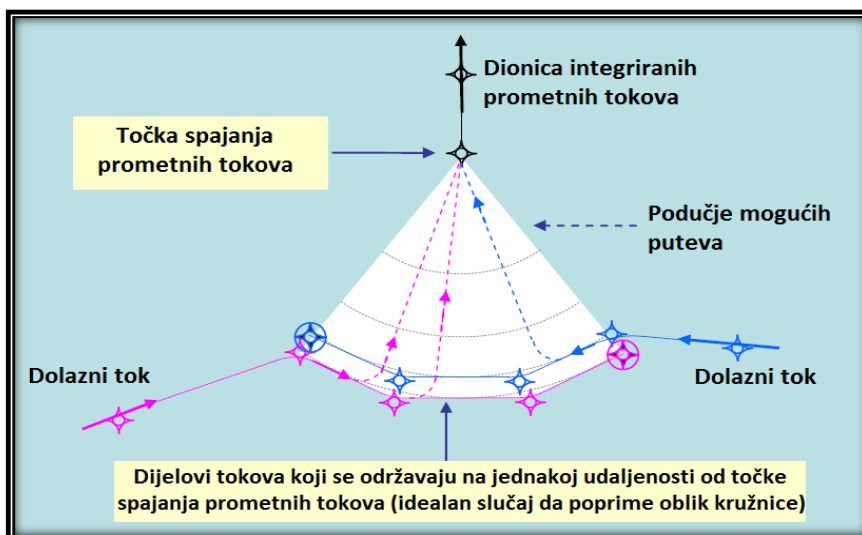 Dionica integriranih
prometnih tokova
Točka spajanja
prometnih tokova
Područje mogućih
puteva
Dolazni tok
Dolazni tok
Dijelovi tokova koji se održavaju na jednakoj udaljenosti od točke
spajanja prometnih tokova (idealan slučaj da poprime oblik kružnice)